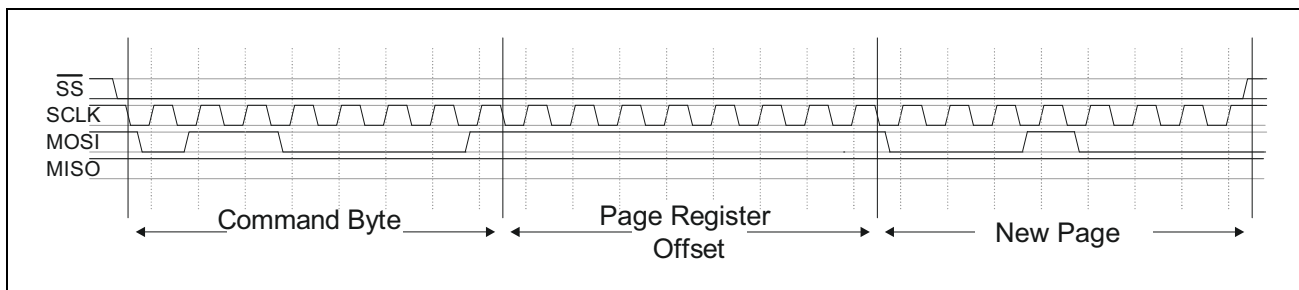 SS
SCLK
MOSI
MISO
Command Byte
Page Register
Offset
New Page